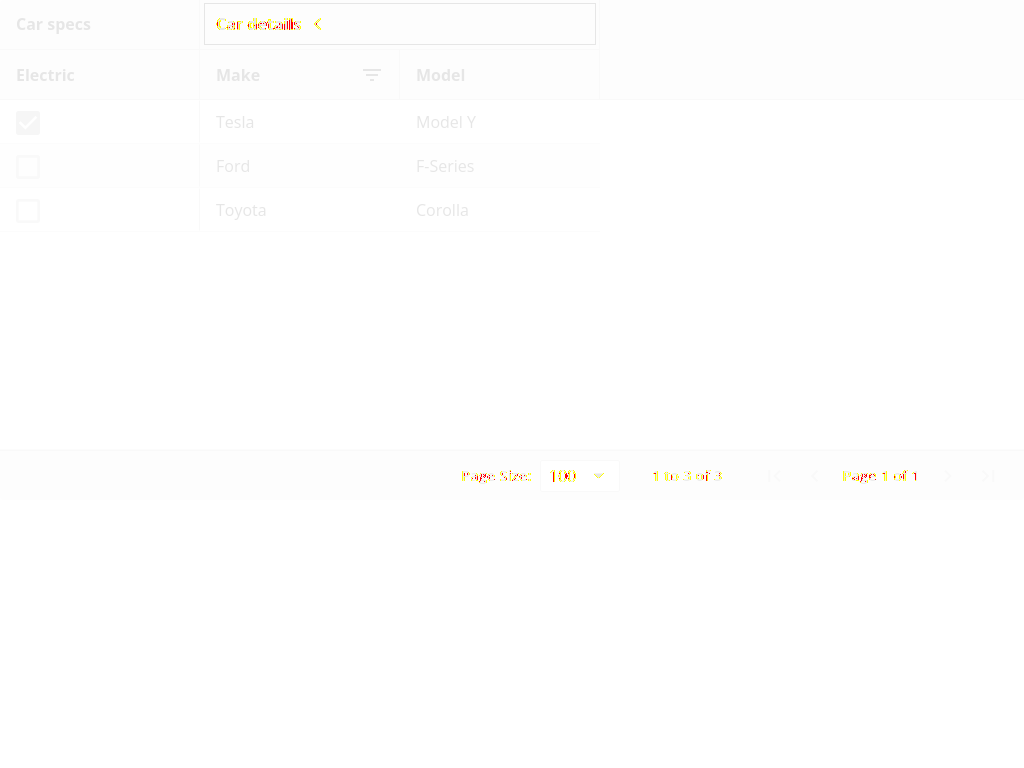 Car specs Car details
Electric Make Model
Tesla Model Y
Ford F-Series
Toyota Corolla
Page Size: 100 1 to 3 of 3 Page 1 of 1